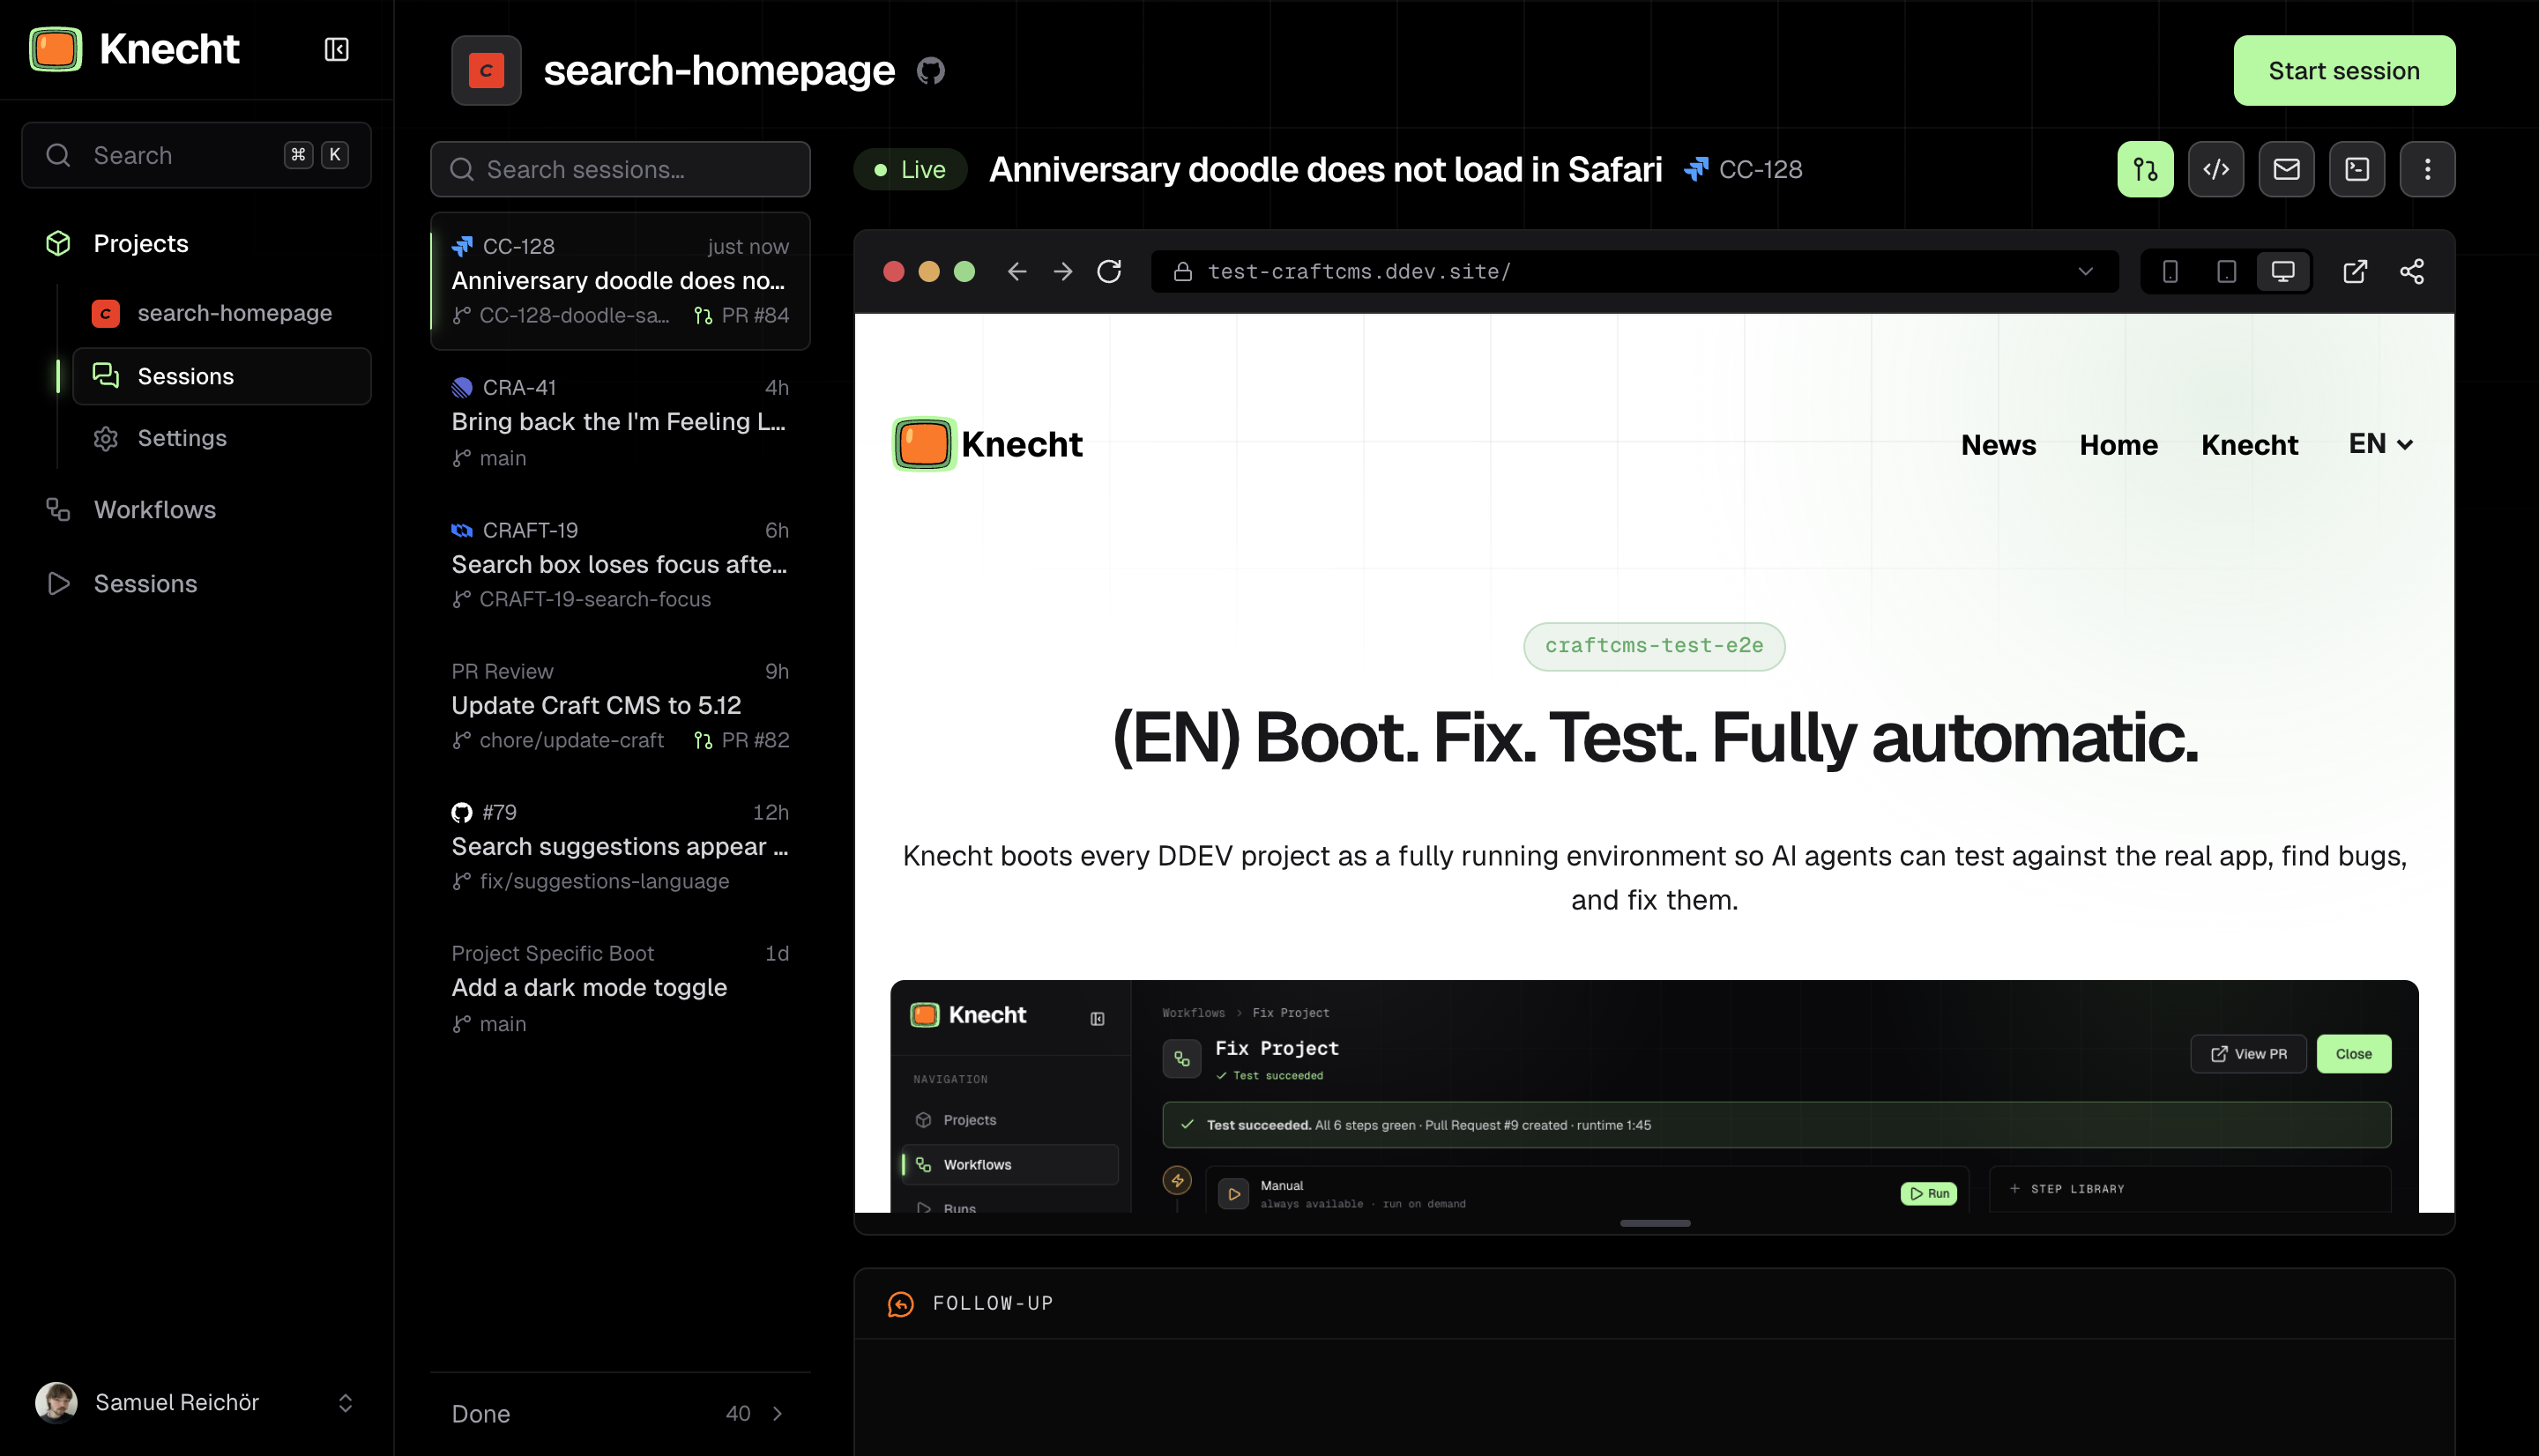 Knecht
Search ⌘ K
Projects
search-homepage
Sessions
Settings
Workflows
Sessions
Samuel Reichör
search-homepage
Start session
Search sessions...
CC-128 just now
Anniversary doodle does no...
CC-128-doodle-sa... PR #84
CRA-41 4h
Bring back the I'm Feeling L...
main
CRAFT-19 6h
Search box loses focus afte...
CRAFT-19-search-focus
PR Review 9h
Update Craft CMS to 5.12
chore/update-craft PR #82
#79 12h
Search suggestions appear ...
fix/suggestions-language
Project Specific Boot 1d
Add a dark mode toggle
main
Done 40
Live Anniversary doodle does not load in Safari CC-128
test-craftcms.ddev.site/
Knecht
News Home Knecht EN
craftcms-test-e2e
(EN) Boot. Fix. Test. Fully automatic.
Knecht boots every DDEV project as a fully running environment so AI agents can test against the real app, find bugs,
and fix them.
Knecht
NAVIGATION
Projects
Workflows
Runs
Workflows > Fix Project
Fix Project
Test succeeded
View PR Close
Test succeeded. All 6 steps green · Pull Request #9 created · runtime 1:45
Manual
always available · run on demand
Run
+ STEP LIBRARY
FOLLOW-UP